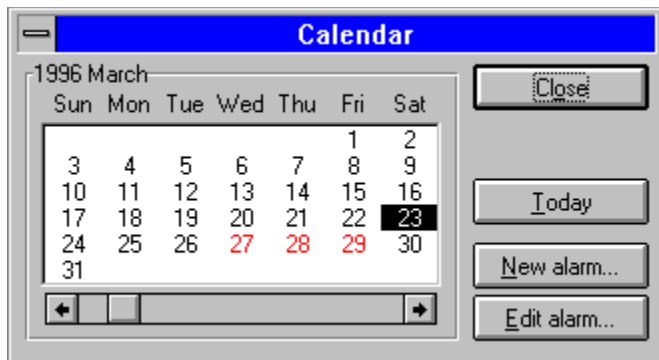 Calendar
1996 March
Sun Mon Tue Wed Thu Fri Sat
1 2
3 4 5 6 7 8 9
10 11 12 13 14 15 16
17 18 19 20 21 22 23
24 25 26 27 28 29 30
31
Close
Today
New alarm...
Edit alarm...